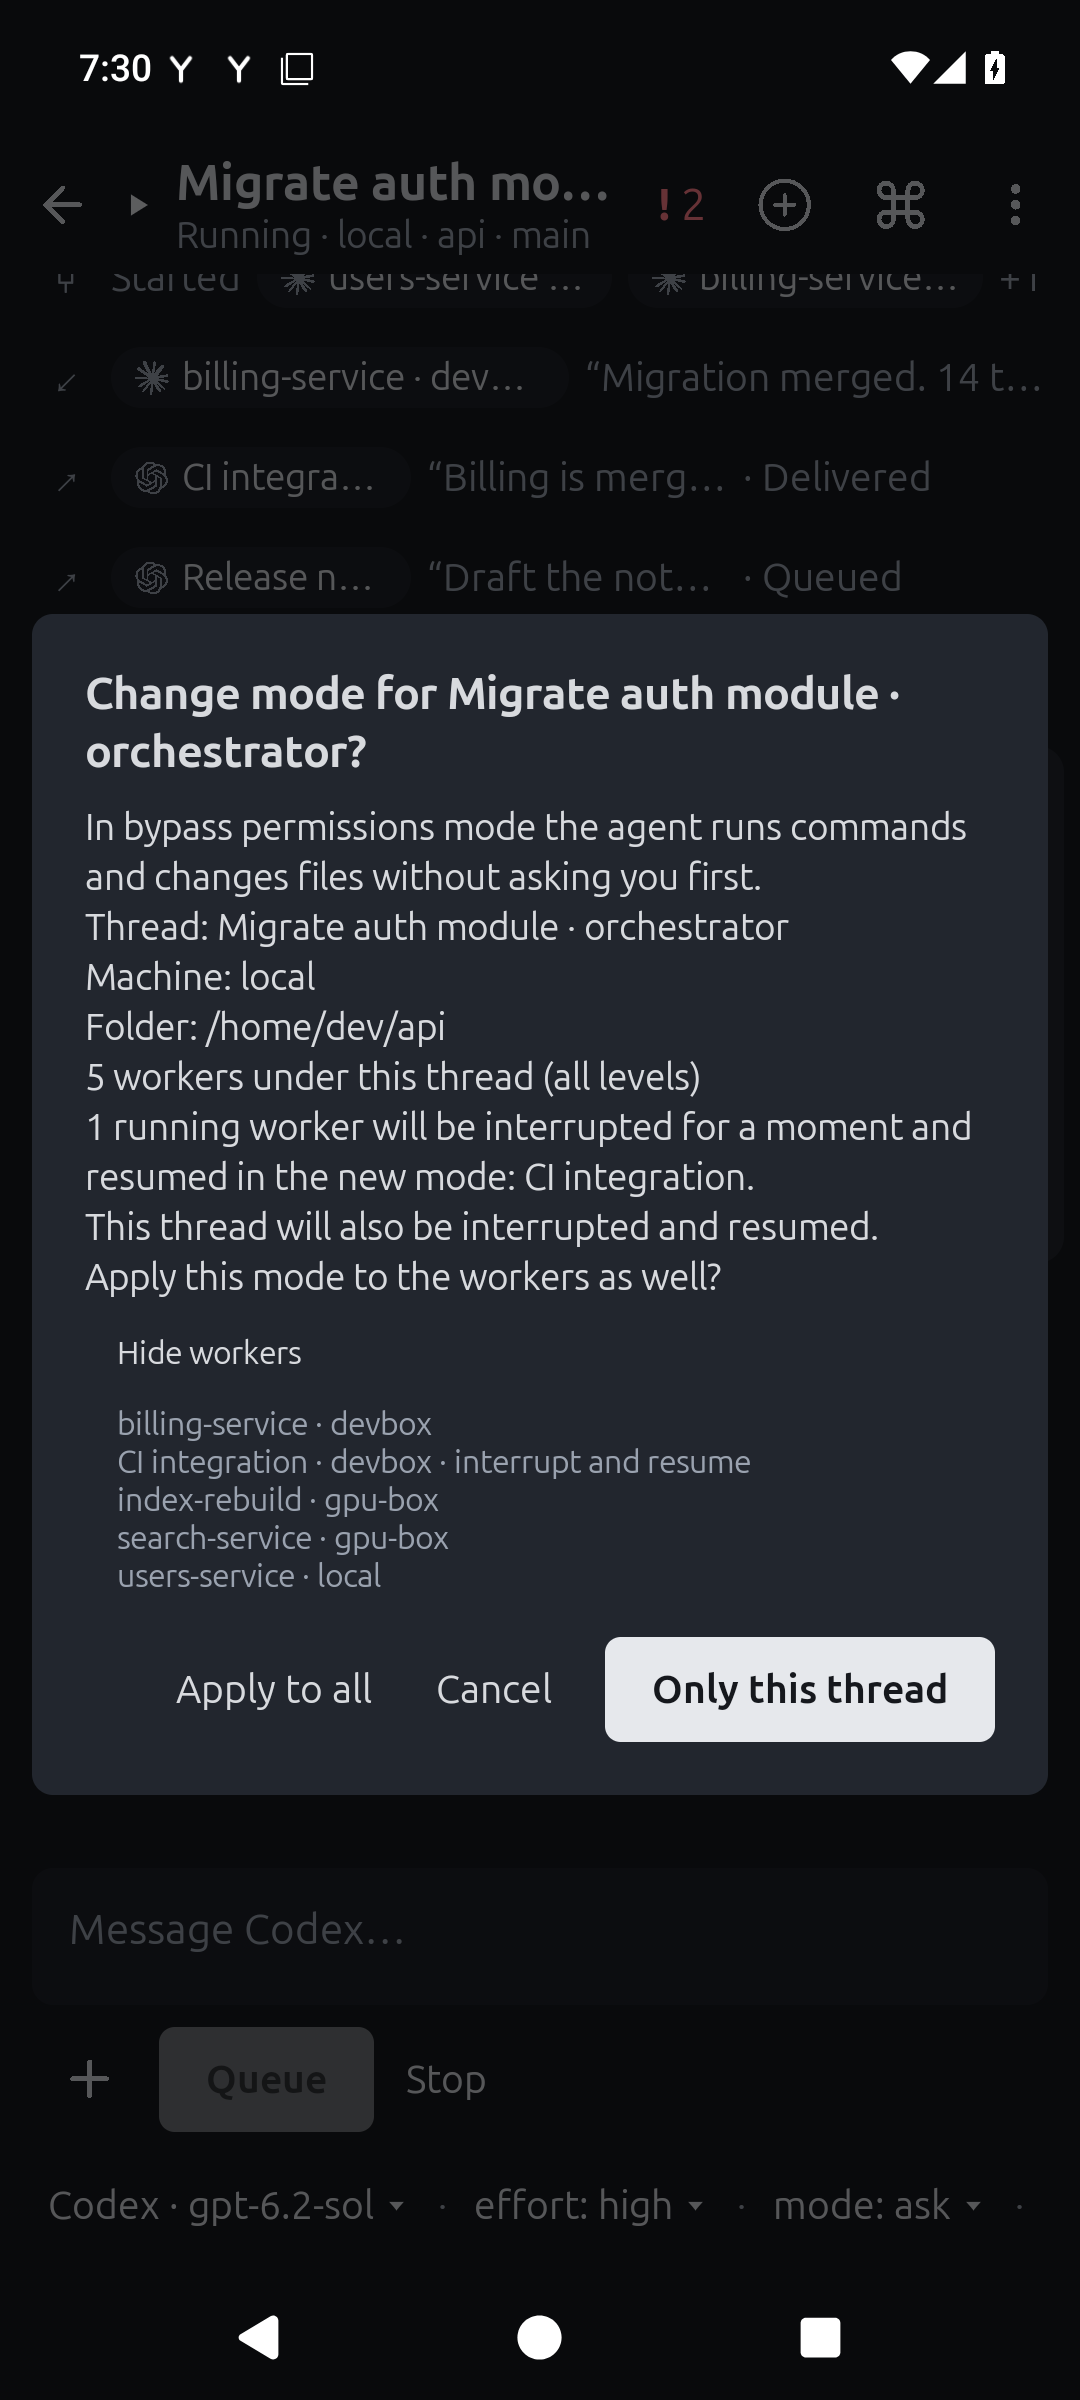 7:30
Migrate auth mo…
! 2
Running · local · api · main
Started users-service … billing-service… +1
billing-service · dev… “Migration merged. 14 t…
CI integra… “Billing is merg… · Delivered
Release n… “Draft the not… · Queued
Change mode for Migrate auth module ·
orchestrator?
In bypass permissions mode the agent runs commands
and changes files without asking you first.
Thread: Migrate auth module · orchestrator
Machine: local
Folder: /home/dev/api
5 workers under this thread (all levels)
1 running worker will be interrupted for a moment and
resumed in the new mode: CI integration.
This thread will also be interrupted and resumed.
Apply this mode to the workers as well?
Hide workers
billing-service · devbox
CI integration · devbox · interrupt and resume
index-rebuild · gpu-box
search-service · gpu-box
users-service · local
Apply to all Cancel Only this thread
Message Codex…
Queue Stop
Codex · gpt-6.2-sol · effort: high · mode: ask ·